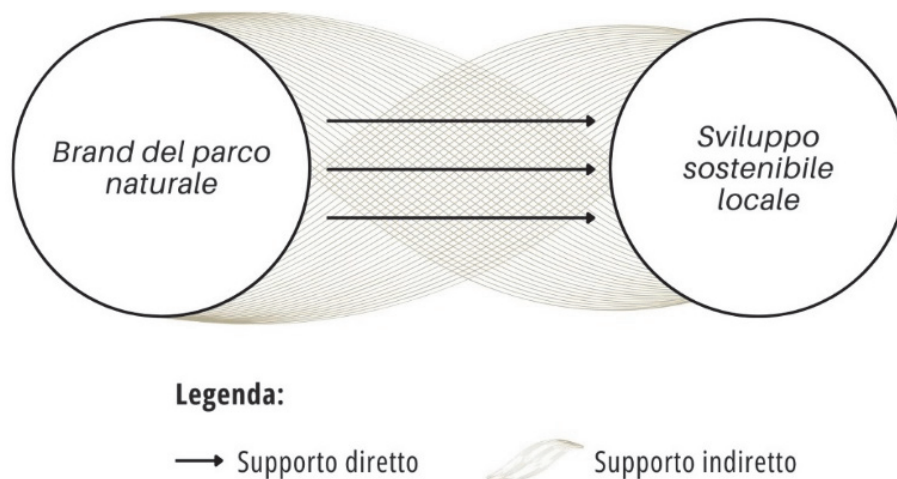 Brand del parco
naturale
Sviluppo
sostenibile
locale
Legenda:
Supporto diretto
Supporto indiretto